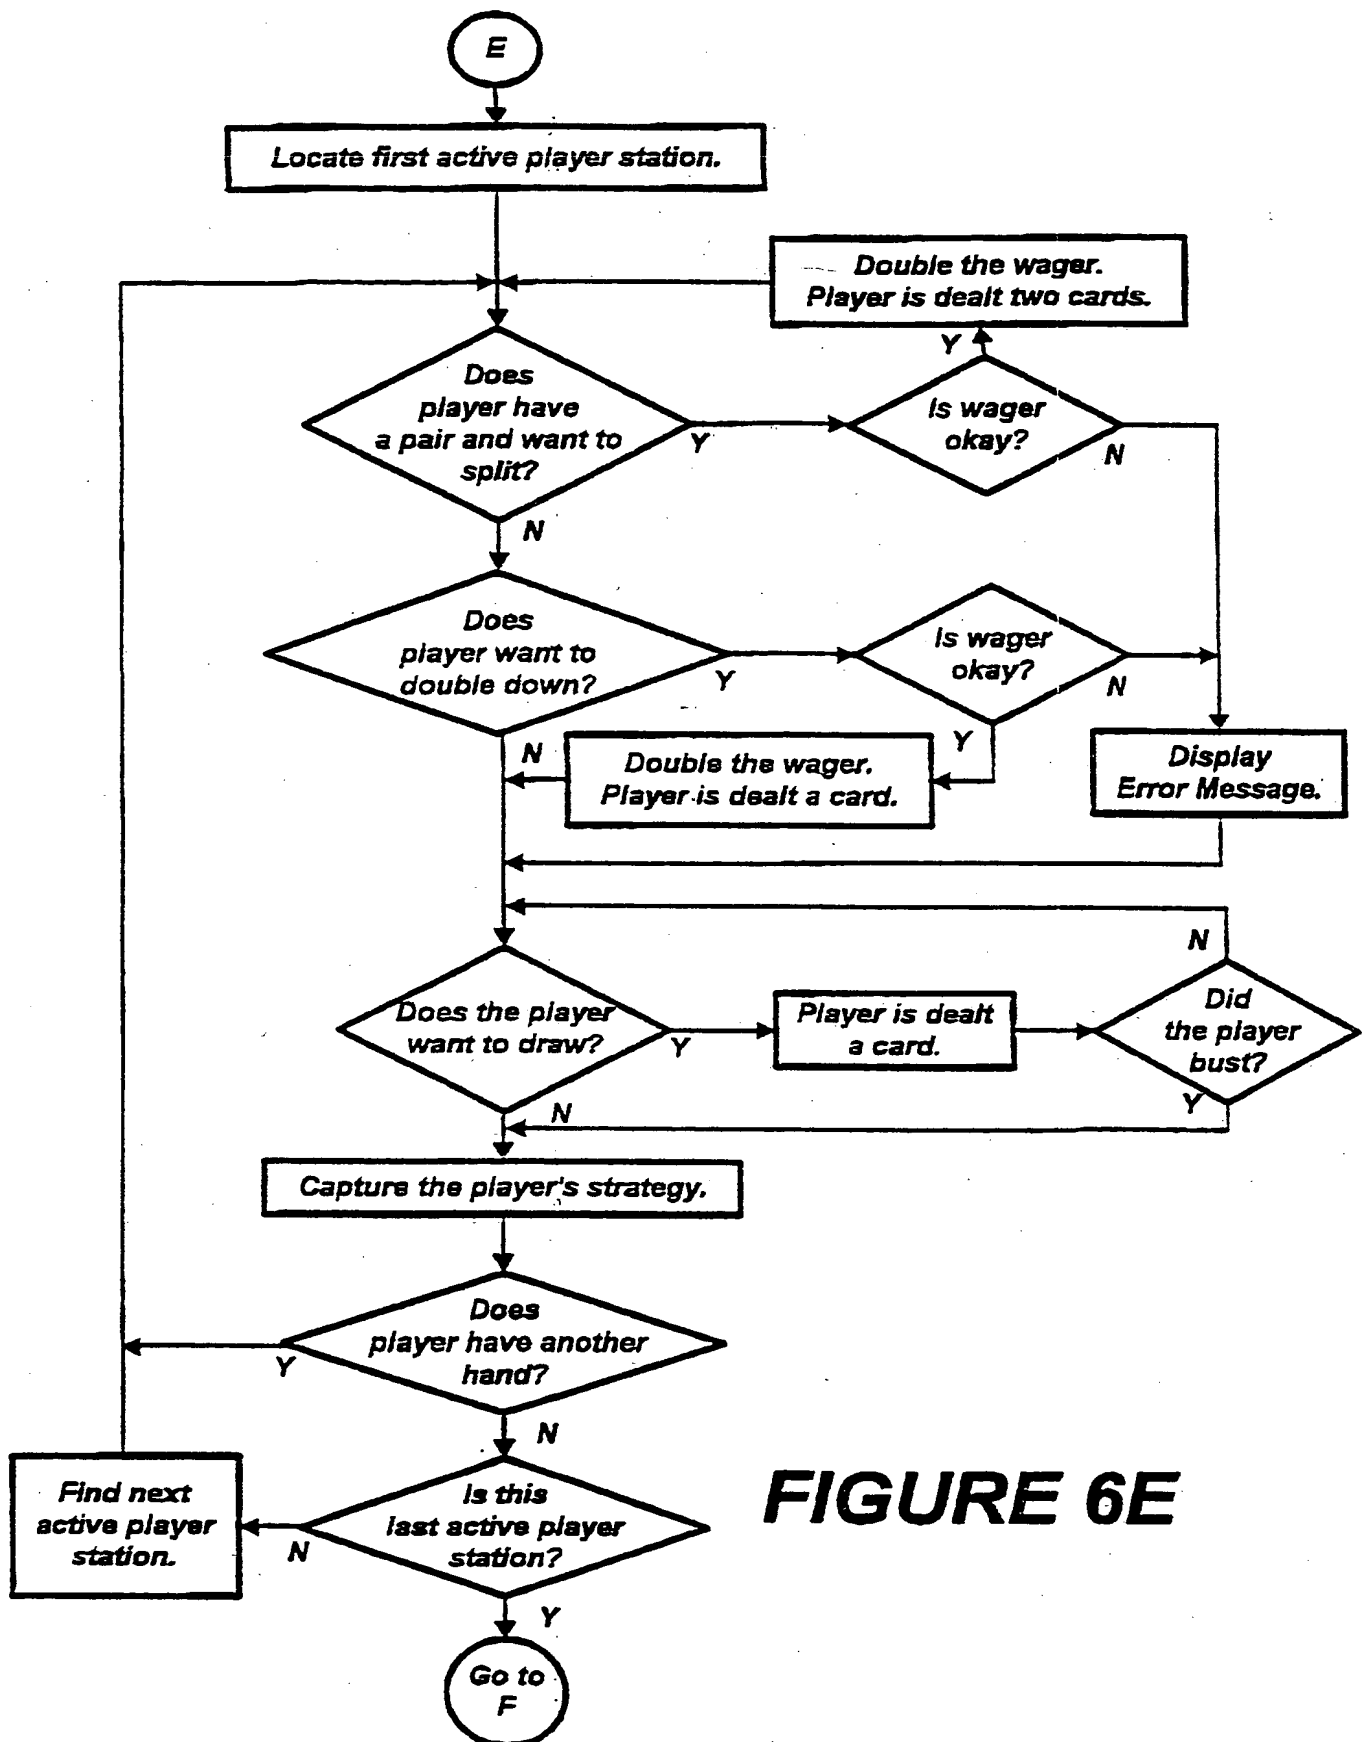 E
Locate first active player station.
Double the wager.
Player is dealt two cards.
Y
Does
player have
a pair and want to
split?
Y
Is wager
okay?
N
N
Does
player want to
double down?
Y
Is wager
okay?
N
Y
N
Double the wager.
Player is dealt a card.
Display
Error Message.
N
Does the player
want to draw?
Y
Player is dealt
a card.
Did
the player
bust?
Y
N
Capture the player's strategy.
Does
player have another
hand?
Y
N
Find next
active player
station.
Is this
last active player
station?
N
Y
FIGURE 6E
Go to
F